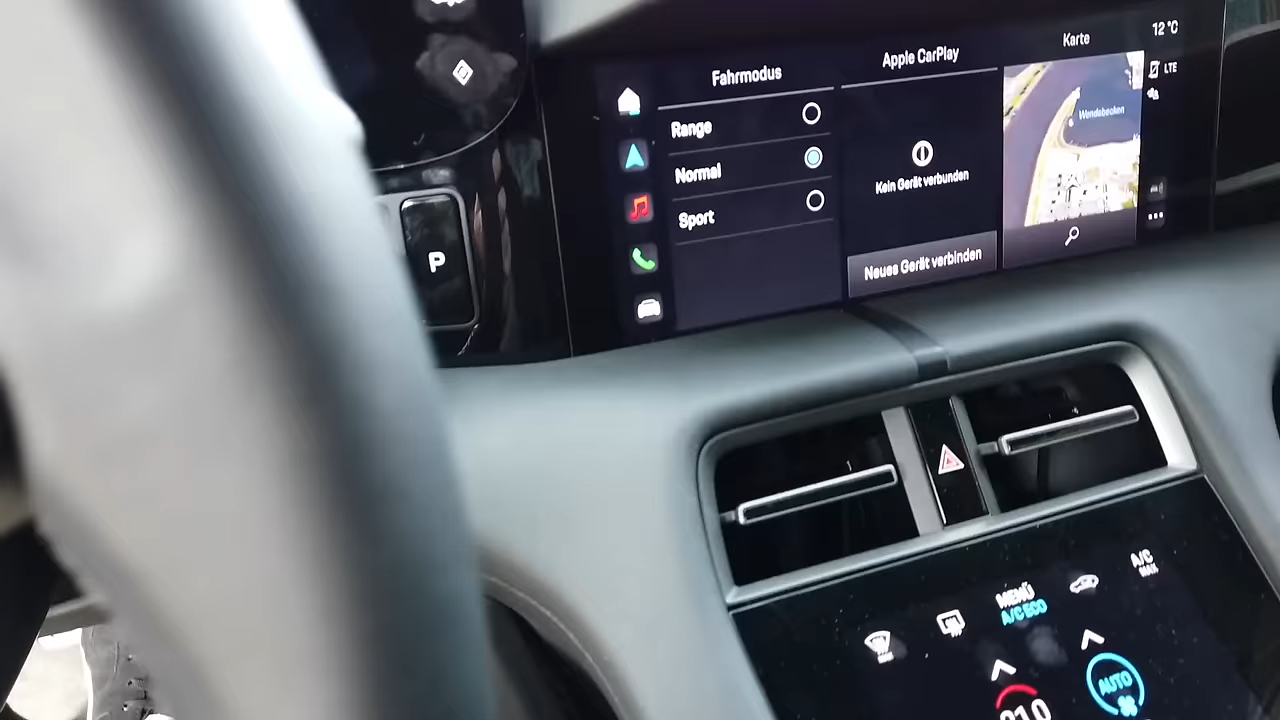 P
Fahrmodus
Range
Normal
Sport
Apple CarPlay
Kein Gerät verbunden
Neues Gerät verbinden
Karte
Wendebecken
12 °C
LTE
A/C
MAX
MENÜ
A/C ECO
AUTO